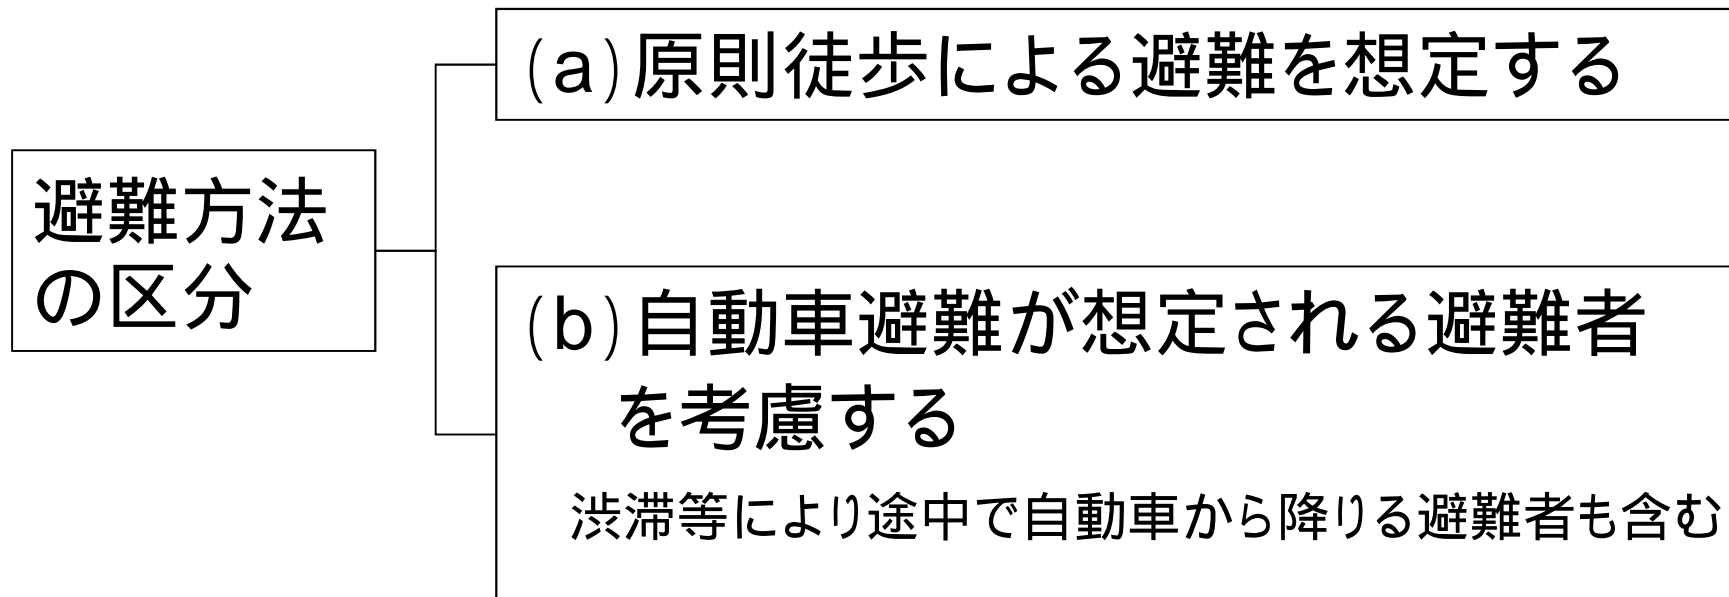 (a)原則徒歩による避難を想定する
避難方法
の区分
(b)自動車避難が想定される避難者
を考慮する
渋滞等により途中で自動車から降りる避難者も含む